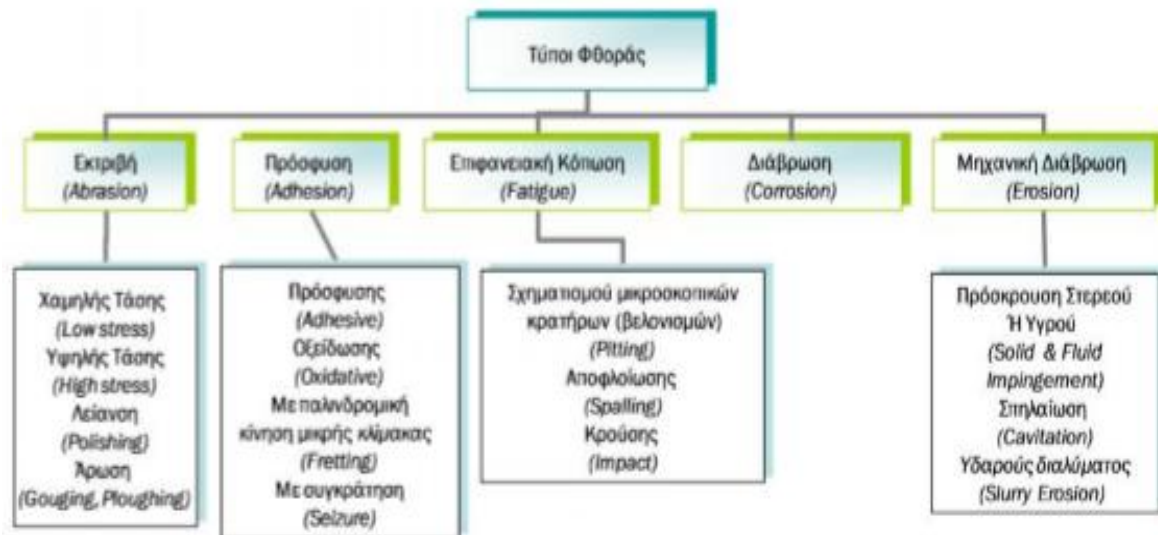 Τύποι Φθοράς
Εκτριβή
(Abrasion)
Πρόσφυση
(Adhesion)
Επιφανειακή Κόπωση
(Fatigue)
Διάβρωση
(Corrosion)
Μηχανική Διάβρωση
(Erosion)
Χαμηλής Τάσης
(Low stress)
Υψηλής Τάσης
(High stress)
Λείανση
(Polishing)
Άρωση
(Gouging, Ploughing)
Πρόσφυσης
(Adhesive)
Οξείδωσης
(Oxidative)
Με παλινδρομική
κίνηση μικρής κλίμακας
(Fretting)
Με συγκράτηση
(Seizure)
Σχηματισμού μικροσκοπικών
κρατήρων (βελονισμών)
(Pitting)
Αποφλοίωσης
(Spalling)
Κρούσης
(Impact)
Πρόσκρουση Στερεού
Ή Υγρού
(Solid & Fluid
Impingement)
Σπηλαίωση
(Cavitation)
Υδαρούς διαλύματος
(Slurry Erosion)